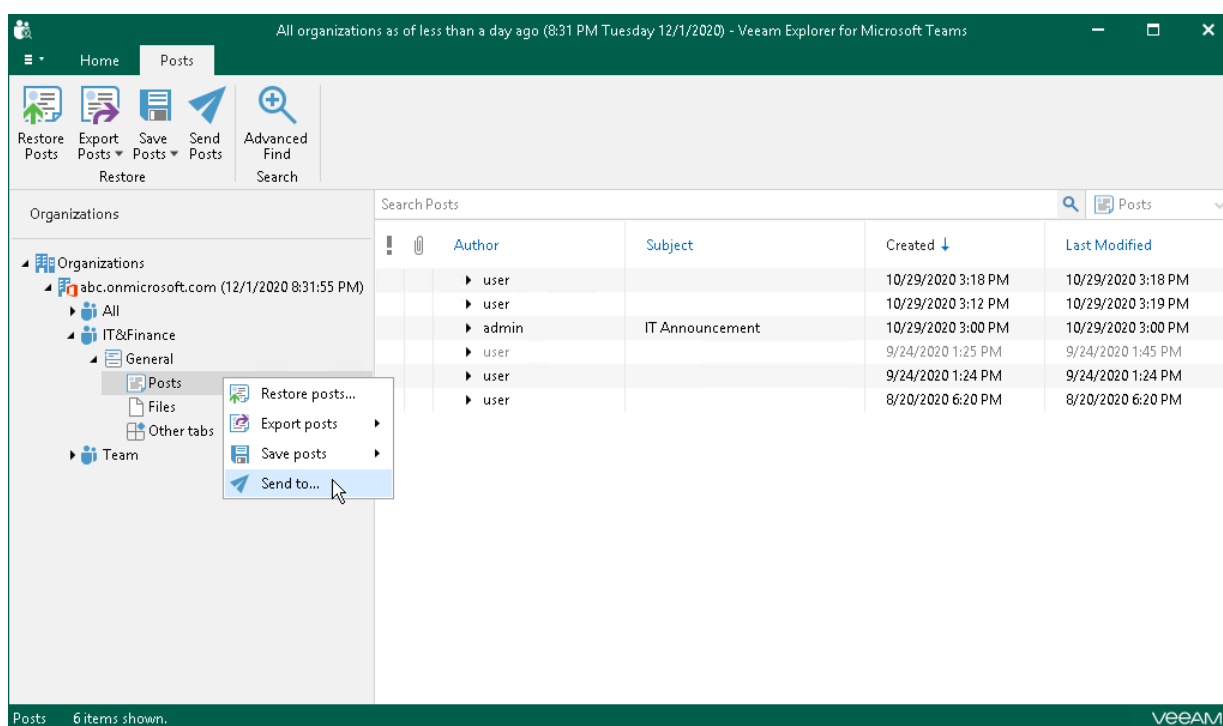 All organizations as of less than a day ago (8:31 PM Tuesday 12/1/2020) - Veeam Explorer for Microsoft Teams
Home Posts
Restore Posts Export Posts Save Posts Send Posts Advanced Find
Restore Search
Organizations
Search Posts Posts
Author Subject Created Last Modified
Organizations
abc.onmicrosoft.com (12/1/2020 8:31:55 PM)
All
IT&Finance
General
Posts
Files
Other tabs
Team
Restore posts...
Export posts
Save posts
Send to...
user 10/29/2020 3:18 PM 10/29/2020 3:18 PM
user 10/29/2020 3:12 PM 10/29/2020 3:19 PM
admin IT Announcement 10/29/2020 3:00 PM 10/29/2020 3:00 PM
user 9/24/2020 1:25 PM 9/24/2020 1:45 PM
user 9/24/2020 1:24 PM 9/24/2020 1:24 PM
user 8/20/2020 6:20 PM 8/20/2020 6:20 PM
Posts 6 items shown. VEEAM